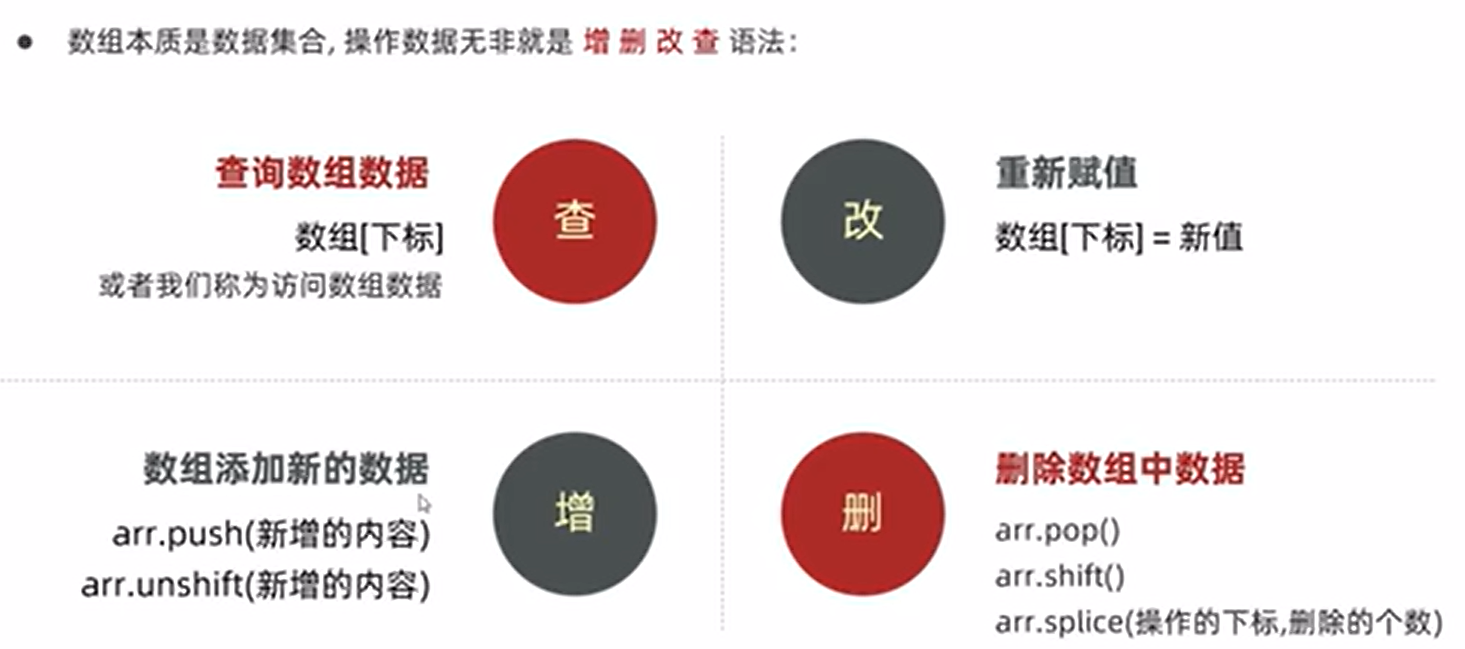 数组本质是数据集合, 操作数据无非就是 增 删 改 查 语法：
查询数组数据
数组[下标]
或者我们称为访问数组数据
查
改
重新赋值
数组[下标] = 新值
数组添加新的数据
arr.push(新增的内容)
arr.unshift(新增的内容)
增
删
删除数组中数据
arr.pop()
arr.shift()
arr.splice(操作的下标,删除的个数)